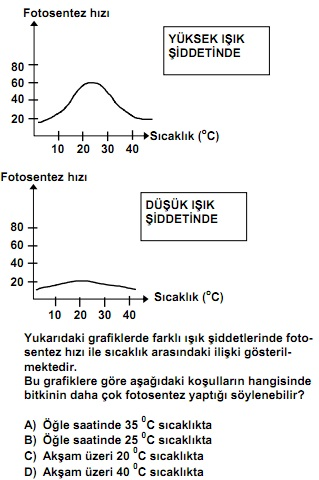 Fotosentez hızı
YÜKSEK IŞIK
ŞİDDETİNDE
80
60
40
20
10 20 30 40
Sıcaklık (°C)
Fotosentez hızı
DÜŞÜK IŞIK
ŞİDDETİNDE
80
60
40
20
10 20 30 40
Sıcaklık (°C)
Yukarıdaki grafiklerde farklı ışık şiddetlerinde foto-
sentez hızı ile sıcaklık arasındaki ilişki gösteril-
mektedir.
Bu grafiklere göre aşağıdaki koşulların hangisinde
bitkinin daha çok fotosentez yaptığı söylenebilir?
A) Öğle saatinde 35 °C sıcaklıkta
B) Öğle saatinde 25 °C sıcaklıkta
C) Akşam üzeri 20 °C sıcaklıkta
D) Akşam üzeri 40 °C sıcaklıkta